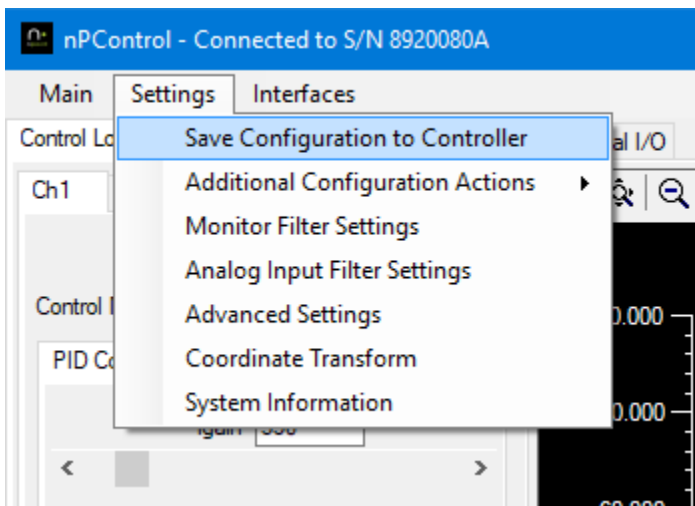 nPControl - Connected to S/N 8920080A
Main Settings Interfaces
Control Lo
Save Configuration to Controller
al I/O
Ch1
Additional Configuration Actions
Monitor Filter Settings
Analog Input Filter Settings
Control
Advanced Settings
0.000
PID Co
Coordinate Transform
System Information
0.000